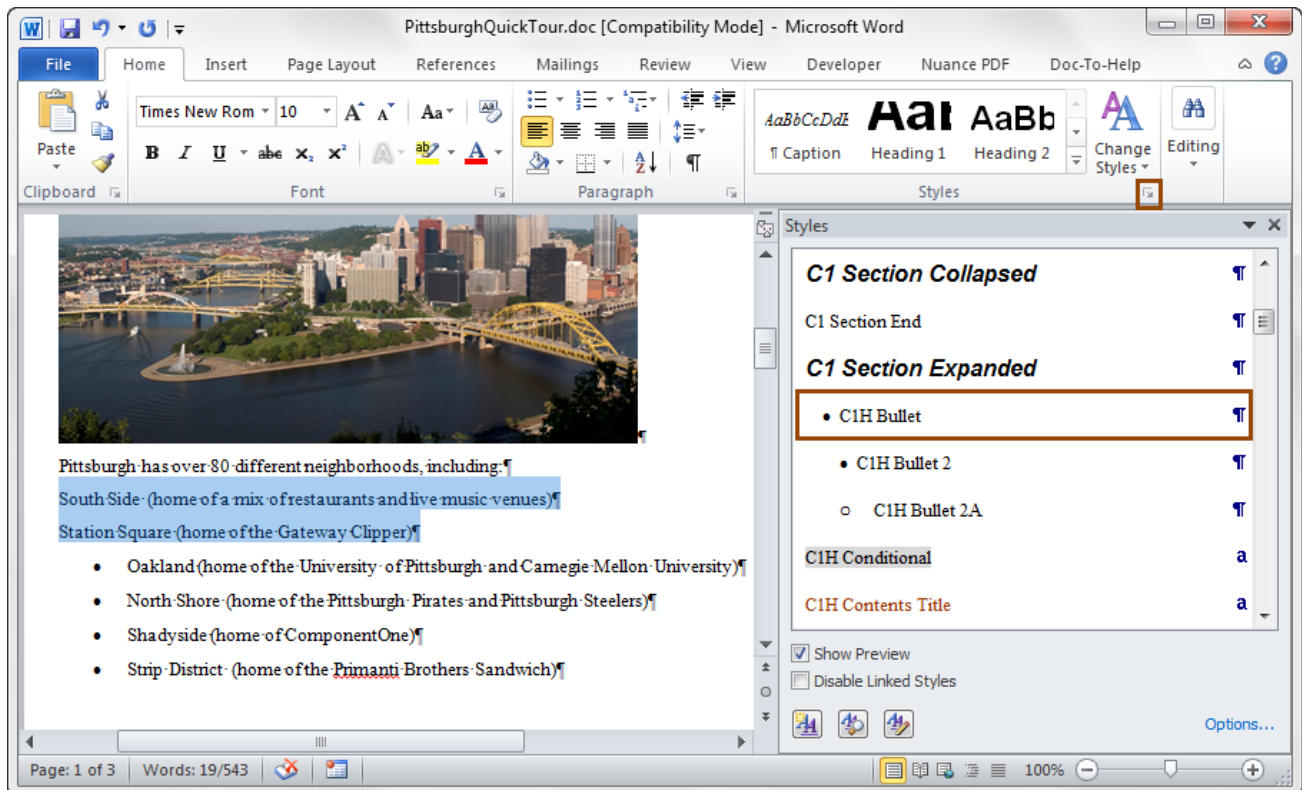 PittsburghQuickTour.doc [Compatibility Mode] - Microsoft Word
File Home Insert Page Layout References Mailings Review View Developer Nuance PDF Doc-To-Help
Times New Rom 10 A A Aa AB
AaBbCcDdE AaI AaBb
Paste B I U abc x₂ x² A ab A A Z ¶
¶ Caption Heading 1 Heading 2 Change Styles Editing
Clipboard Font Paragraph Styles
Styles
C1 Section Collapsed ¶
C1 Section End ¶
C1 Section Expanded ¶
• C1H Bullet ¶
• C1H Bullet 2 ¶
o C1H Bullet 2A ¶
C1H Conditional a
C1H Contents Title a
Show Preview
Disable Linked Styles
Options...
¶
Pittsburgh·has·over·80·different·neighborhoods,·including:¶
South·Side·(home·of·a·mix·of·restaurants·and·live·music·venues)¶
Station·Square·(home·of·the·Gateway·Clipper)¶
• Oakland·(home·of·the·University·of·Pittsburgh·and·Carnegie·Mellon·University)¶
• North·Shore·(home·of·the·Pittsburgh·Pirates·and·Pittsburgh·Steelers)¶
• Shadyside·(home·of·ComponentOne)¶
• Strip·District·(home·of·the·Primanti·Brothers·Sandwich)¶
Page: 1 of 3 Words: 19/543 100%